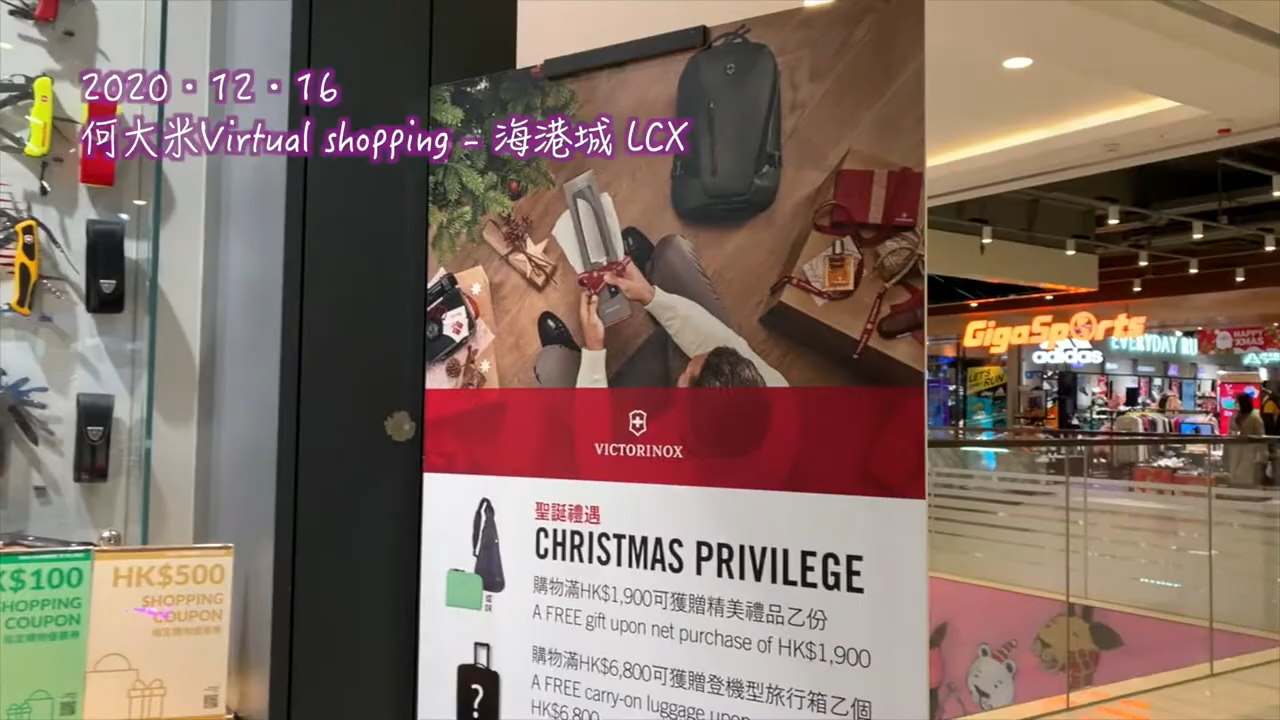 2020·12·16
何大米Virtual shopping - 海港城 LCX
VICTORINOX
聖誕禮遇
CHRISTMAS PRIVILEGE
購物滿HK$1,900可獲贈精美禮品乙份
A FREE gift upon net purchase of HK$1,900
購物滿HK$6,800可獲贈登機型旅行箱乙個
A FREE carry-on luggage upon
HK$6,800
?
K$100
SHOPPING
COUPON
HK$500
SHOPPING
COUPON
GigaSports
adidas
EVERYDAY RU
HAPPY
XMAS
LET'S
RUN